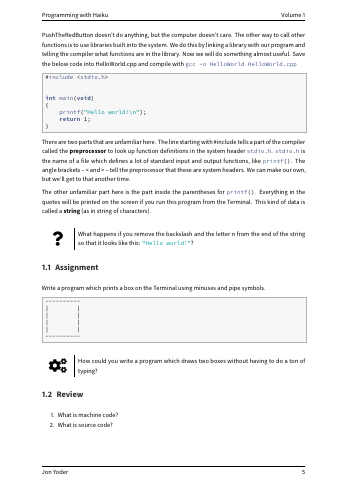 Programming with Haiku Volume 1
PushTheRedButton doesn't do anything, but the computer doesn't care. The other way to call other
functions is to use libraries built into the system. We do this by linking a library with our program and
telling the compiler what functions are in the library. Now we will do something almost useful. Save
the below code into HelloWorld.cpp and compile with gcc -o HelloWorld HelloWorld.cpp
#include <stdio.h>
int main(void)
{
printf("Hello world!\n");
return 1;
}
There are two parts that are unfamiliar here. The line starting with #include tells a part of the compiler
called the preprocessor to look up function definitions in the system header stdio.h. stdio.h is
the name of a file which defines a lot of standard input and output functions, like printf(). The
angle brackets – < and > – tell the preprocessor that these are system headers. We can make our own,
but we'll get to that another time.
The other unfamiliar part here is the part inside the parentheses for printf(). Everything in the
quotes will be printed on the screen if you run this program from the Terminal. This kind of data is
called a string (as in string of characters).
? What happens if you remove the backslash and the letter n from the end of the string
so that it looks like this: "Hello world!"?
1.1 Assignment
Write a program which prints a box on the Terminal using minuses and pipe symbols.
----------
|        |
|        |
|        |
|        |
----------
How could you write a program which draws two boxes without having to do a ton of
typing?
1.2 Review
1. What is machine code?
2. What is source code?
Jon Yoder 5